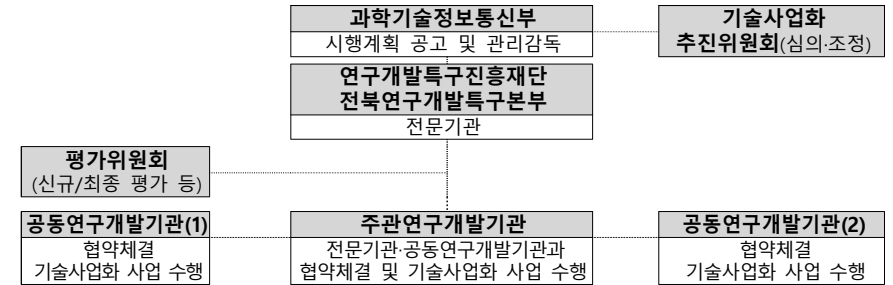 과학기술정보통신부
시행계획 공고 및 관리감독
기술사업화
추진위원회(심의·조정)
연구개발특구진흥재단
전북연구개발특구본부
전문기관
평가위원회
(신규/최종 평가 등)
공동연구개발기관(1)
협약체결
기술사업화 사업 수행
주관연구개발기관
전문기관·공동연구개발기관과
협약체결 및 기술사업화 사업 수행
공동연구개발기관(2)
협약체결
기술사업화 사업 수행